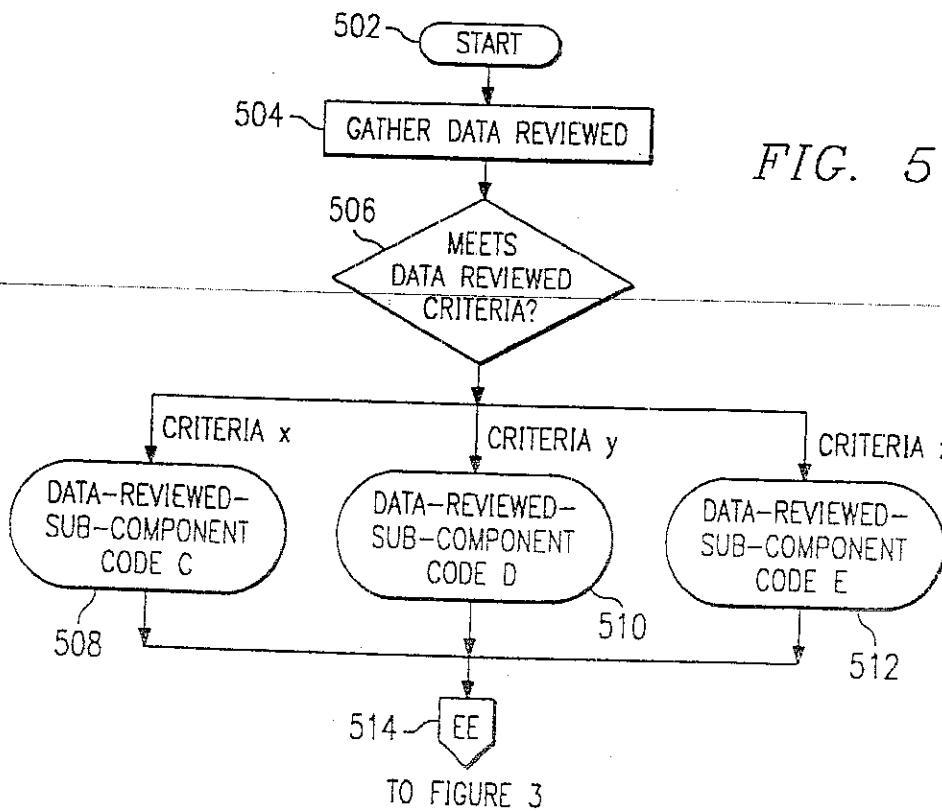 502
START
504
GATHER DATA REVIEWED
FIG. 5
506
MEETS
DATA REVIEWED
CRITERIA?
CRITERIA x
CRITERIA y
CRITERIA
DATA-REVIEWED-
SUB-COMPONENT
CODE C
DATA-REVIEWED-
SUB-COMPONENT
CODE D
DATA-REVIEWED-
SUB-COMPONENT
CODE E
508
510
512
514
EE
TO FIGURE 3